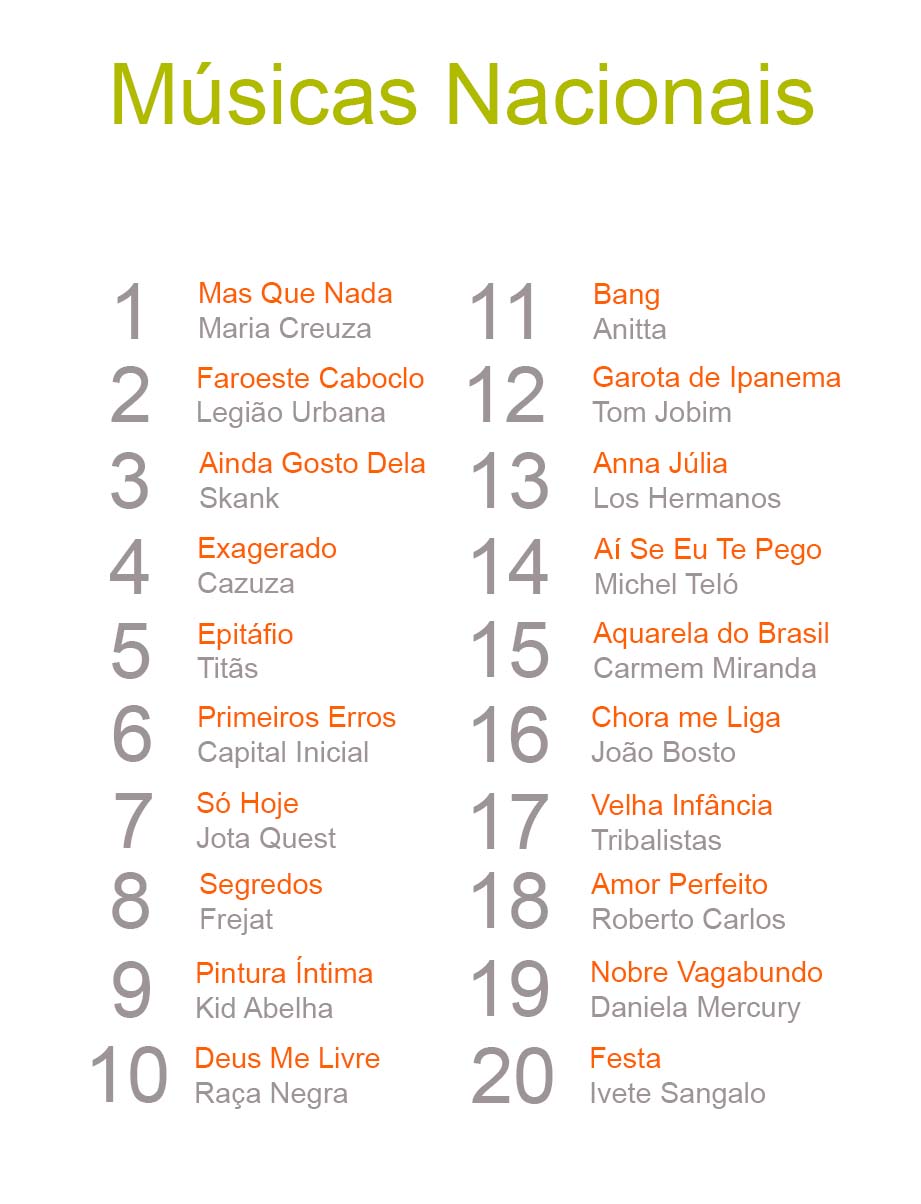 Músicas Nacionais
1
Mas Que Nada
Maria Creuza
2
Faroeste Caboclo
Legião Urbana
3
Ainda Gosto Dela
Skank
4
Exagerado
Cazuza
5
Epitáfio
Titãs
6
Primeiros Erros
Capital Inicial
7
Só Hoje
Jota Quest
8
Segredos
Frejat
9
Pintura Íntima
Kid Abelha
10
Deus Me Livre
Raça Negra
11
Bang
Anitta
12
Garota de Ipanema
Tom Jobim
13
Anna Júlia
Los Hermanos
14
Aí Se Eu Te Pego
Michel Teló
15
Aquarela do Brasil
Carmem Miranda
16
Chora me Liga
João Bosto
17
Velha Infância
Tribalistas
18
Amor Perfeito
Roberto Carlos
19
Nobre Vagabundo
Daniela Mercury
20
Festa
Ivete Sangalo